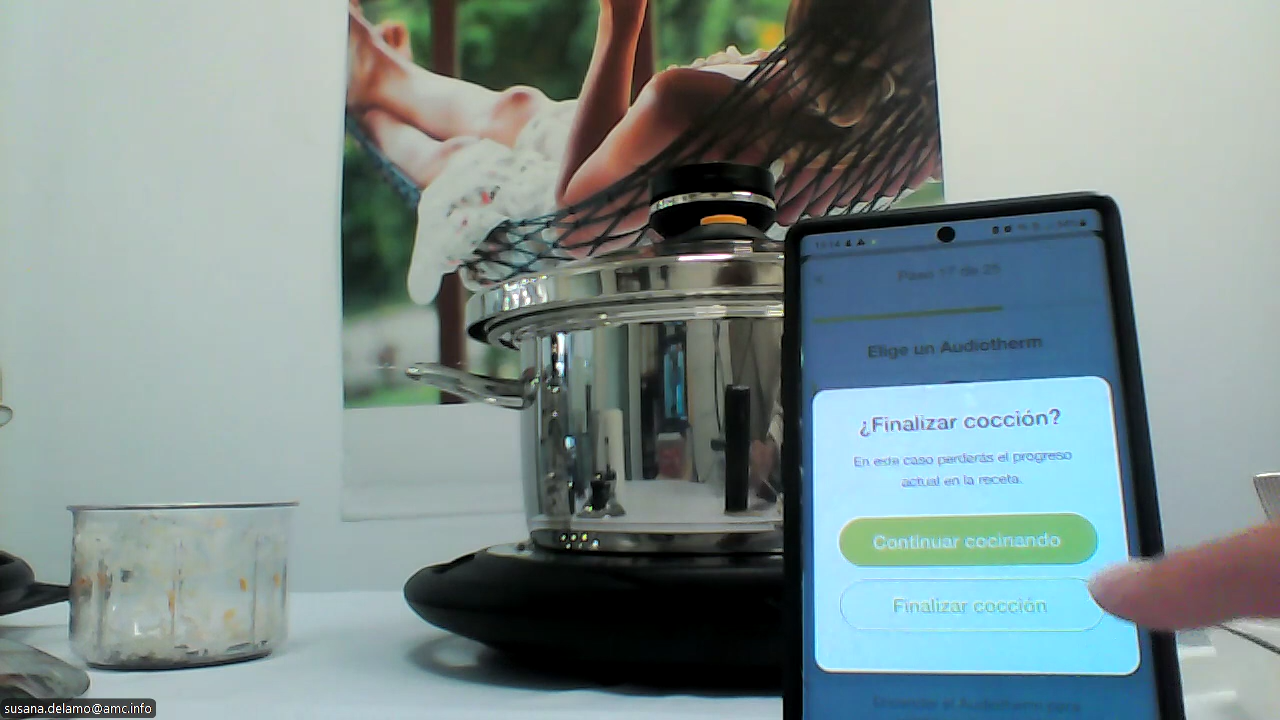 Paso 17 de 25
Elige un Audiotherm
¿Finalizar cocción?
En este caso perderás el progreso
actual en la receta.
Continuar cocinando
Finalizar cocción
susana.delamo@amc.info